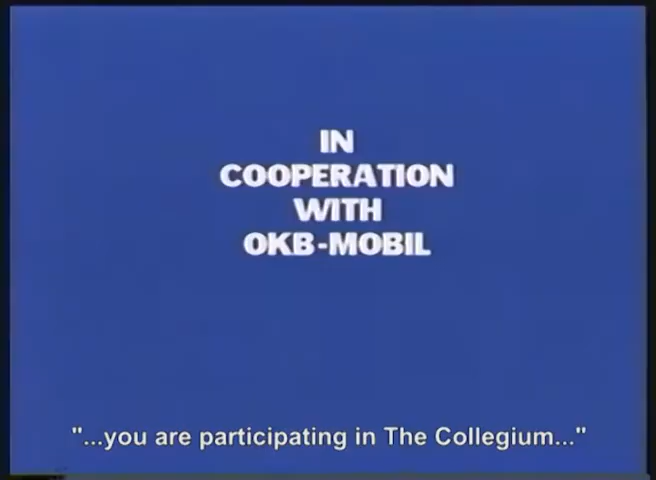 IN
COOPERATION
WITH
OKB-MOBIL
"...you are participating in The Collegium..."